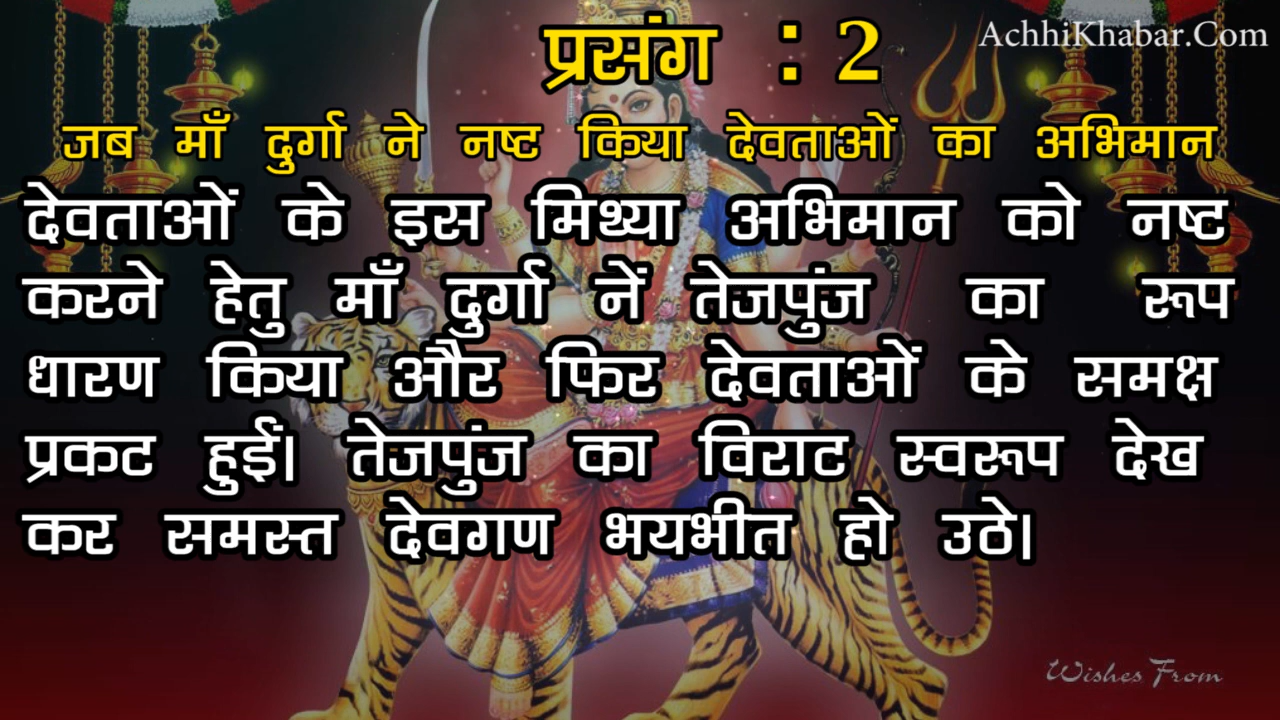 प्रसंग : 2
AchhiKhabar.Com
जब माँ दुर्गा ने नष्ट किया देवताओं का अभिमान
देवताओं के इस मिथ्या अभिमान को नष्ट
करने हेतु माँ दुर्गा नें तेजपुंज का रूप
धारण किया और फिर देवताओं के समक्ष
प्रकट हुईं। तेजपुंज का विराट स्वरूप देख
कर समस्त देवगण भयभीत हो उठे।
Wishes From